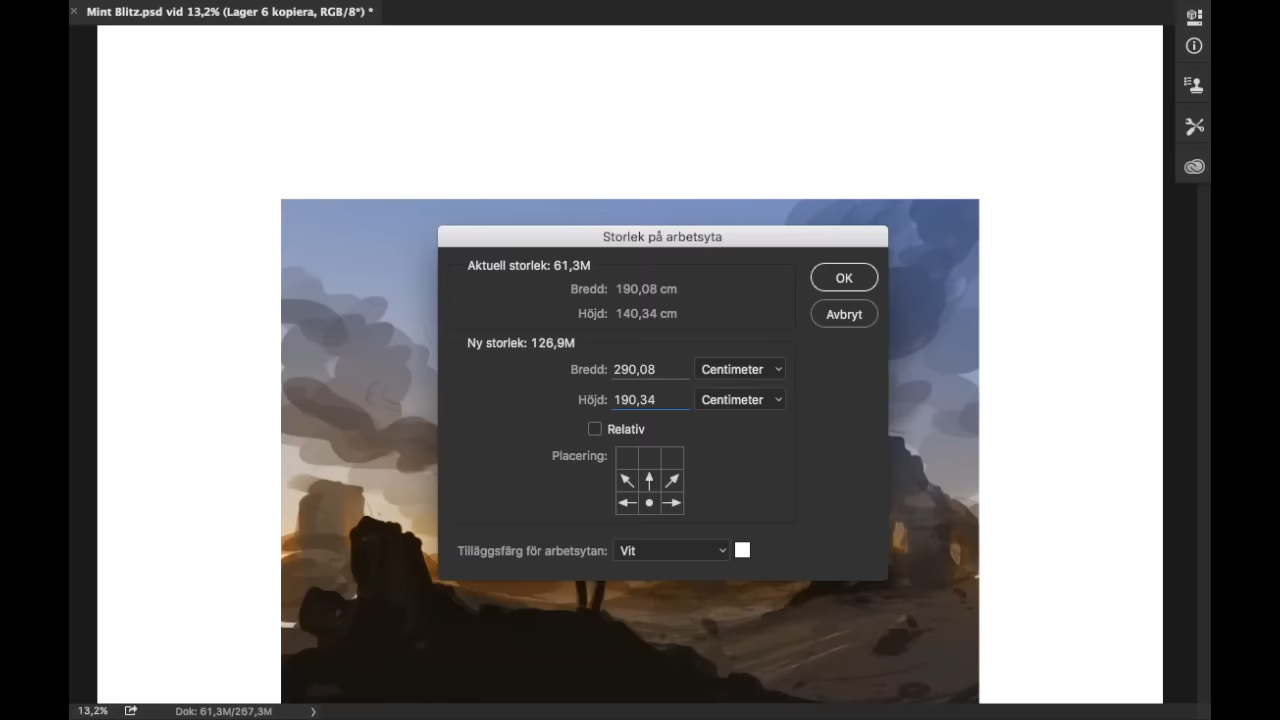 Mint Blitz.psd vid 13,2% (Lager 6 kopiera, RGB/8*) *
Storlek på arbetsyta
Aktuell storlek: 61,3M
Bredd: 190,08 cm
Höjd: 140,34 cm
OK
Avbryt
Ny storlek: 126,9M
Bredd: 290,08 Centimeter
Höjd: 190,34 Centimeter
Relativ
Placering:
Tilläggsfärg för arbetsytan: Vit
13,2% Dok: 61,3M/267,3M